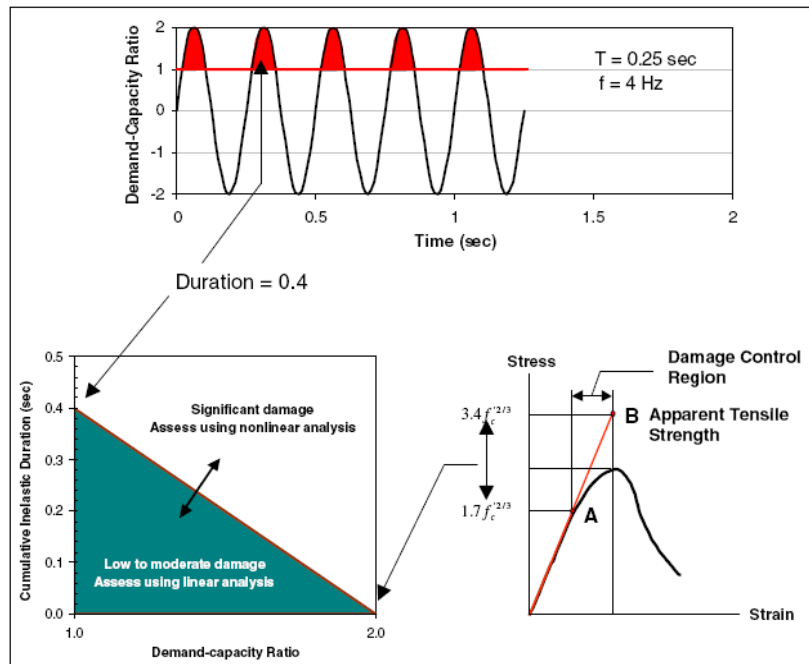 Demand-Capacity Ratio
2
1
0
-1
-2
T = 0.25 sec
f = 4 Hz
0 0.5 1 1.5 2
Time (sec)
Duration = 0.4
Cumulative Inelastic Duration (sec)
0.5
0.4
0.3
0.2
0.1
0.0
Significant damage
Assess using nonlinear analysis
Low to moderate damage
Assess using linear analysis
1.0 2.0
Demand-capacity Ratio
Stress
Damage Control
Region
3.4 f_c'^2/3
B Apparent Tensile
Strength
1.7 f_c'^2/3
A
Strain